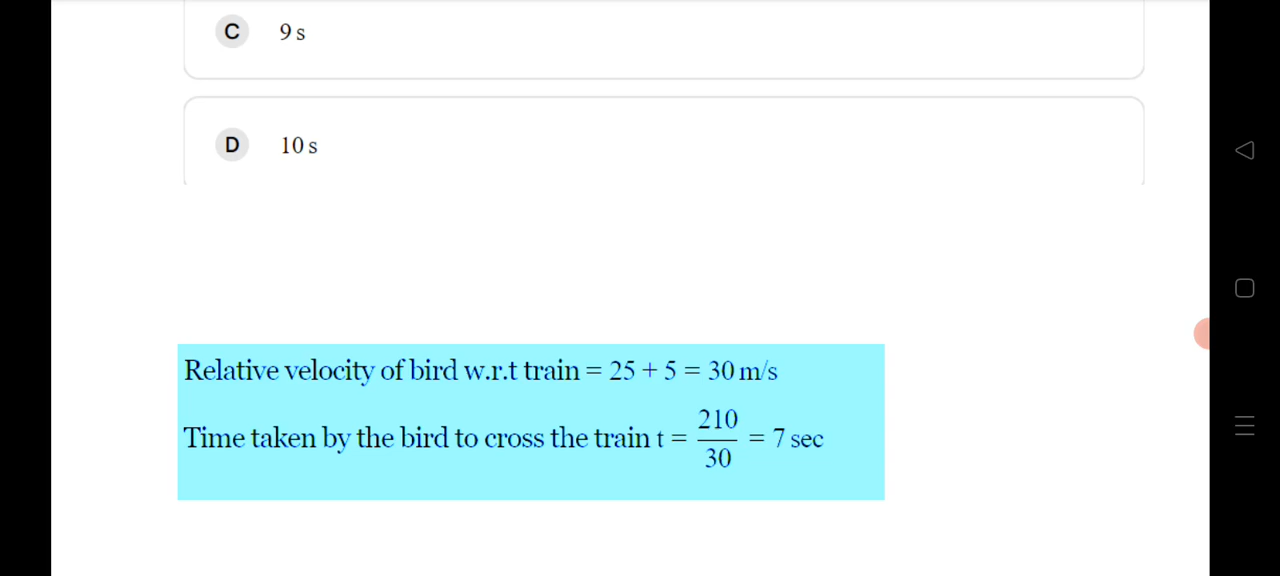 C 9 s
D 10 s
Relative velocity of bird w.r.t train = 25 + 5 = 30 m/s
Time taken by the bird to cross the train t = 210/30 = 7 sec